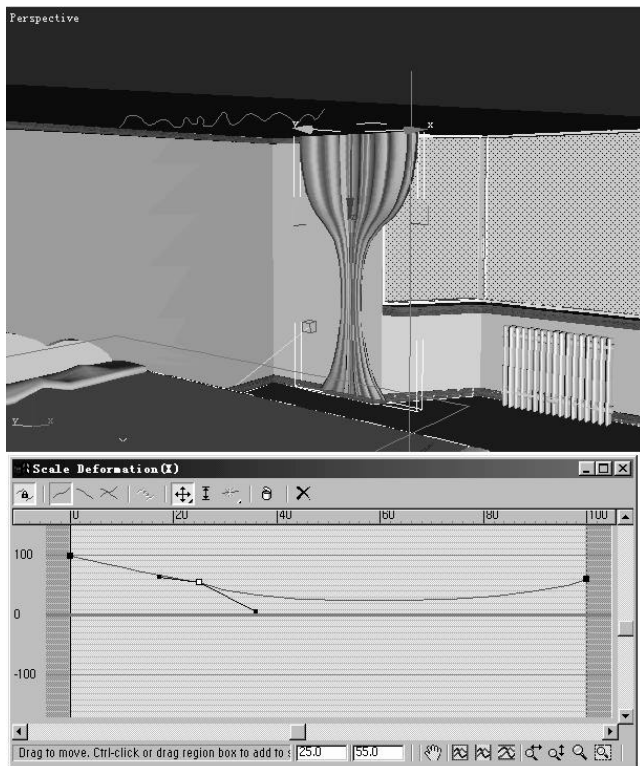 Perspective
Y
X
y
x
Scale Deformation(X)
0 20 40 60 80 100
100
0
-100
Drag to move. Ctrl-click or drag region box to add to s 25.0 55.0